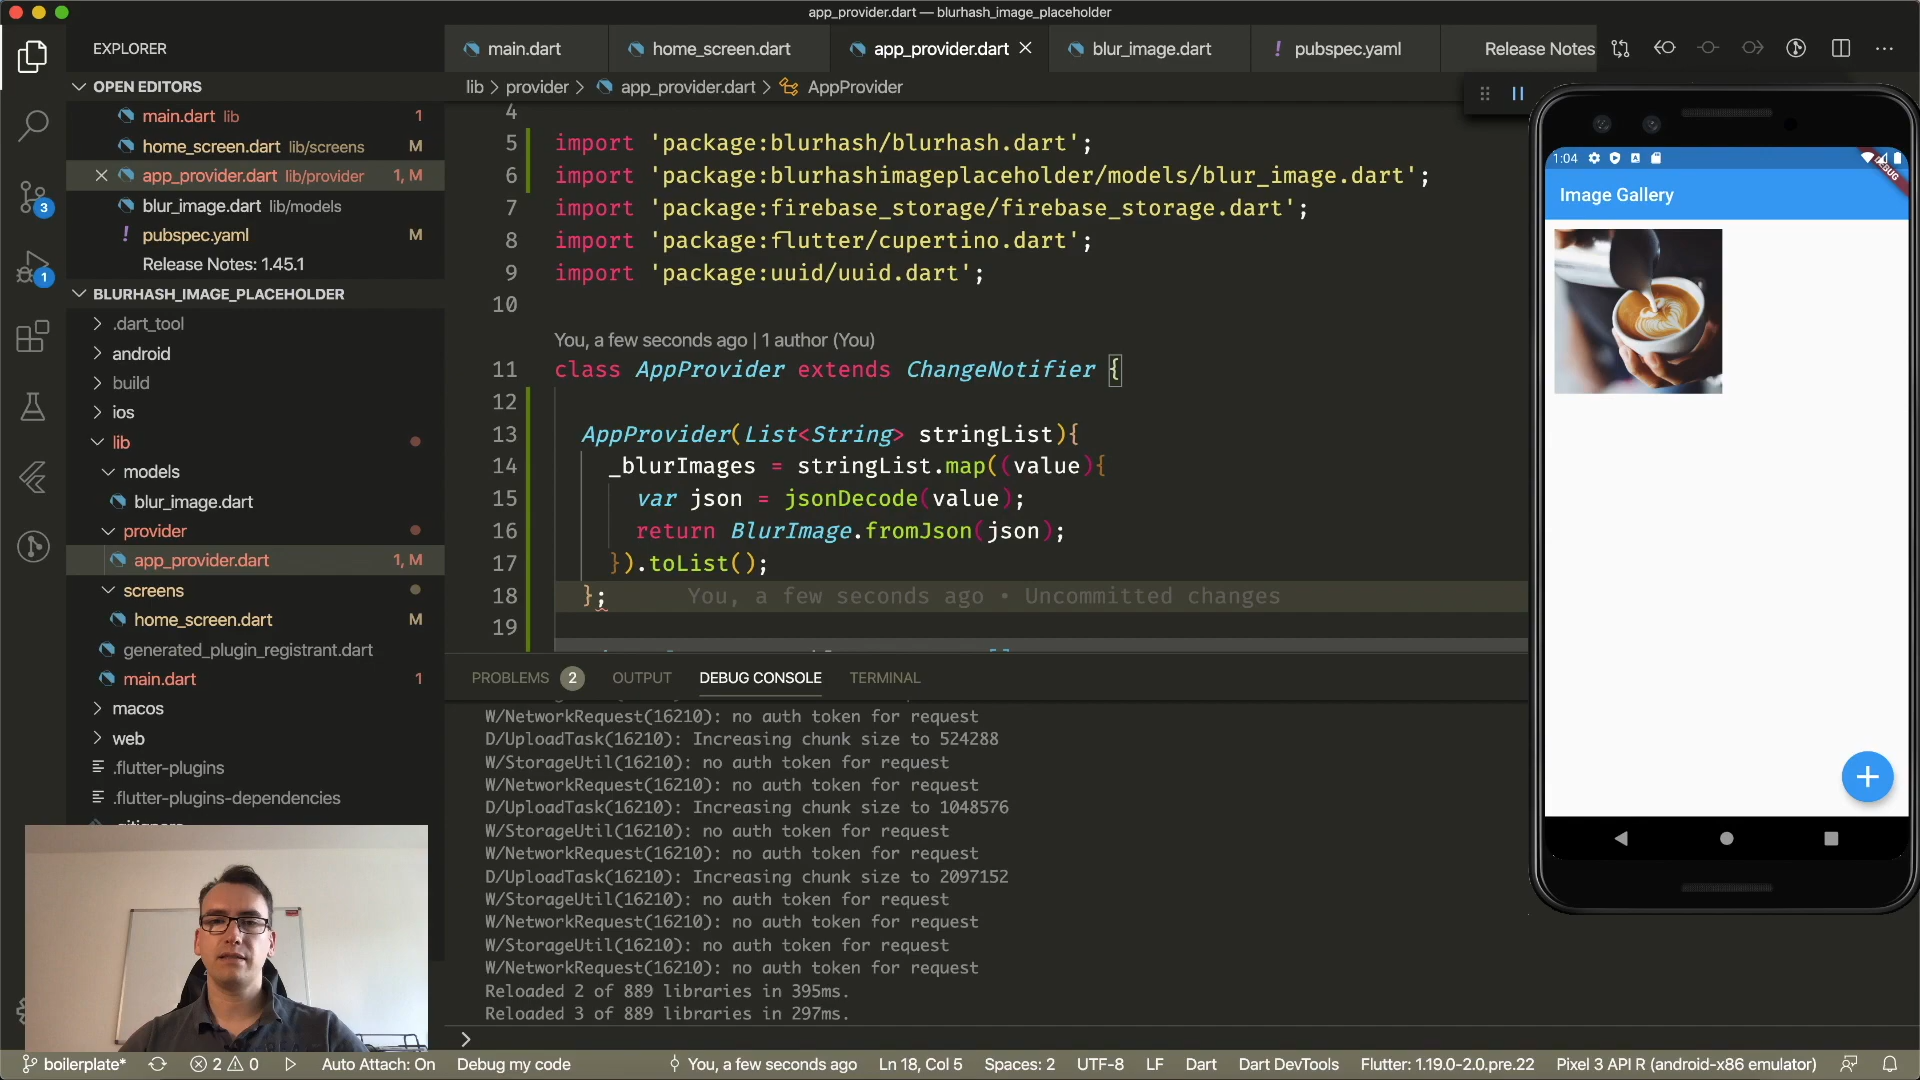 app_provider.dart — blurhash_image_placeholder
EXPLORER
main.dart
home_screen.dart
app_provider.dart
blur_image.dart
! pubspec.yaml
Release Notes
OPEN EDITORS
main.dart lib 1
home_screen.dart lib/screens M
app_provider.dart lib/provider 1, M
blur_image.dart lib/models
! pubspec.yaml M
Release Notes: 1.45.1
BLURHASH_IMAGE_PLACEHOLDER
.dart_tool
android
build
ios
lib
models
blur_image.dart
provider
app_provider.dart 1, M
screens
home_screen.dart M
generated_plugin_registrant.dart
main.dart 1
macos
web
.flutter-plugins
.flutter-plugins-dependencies
3
1
lib > provider > app_provider.dart > AppProvider
4
5 import 'package:blurhash/blurhash.dart';
6 import 'package:blurhashimageplaceholder/models/blur_image.dart';
7 import 'package:firebase_storage/firebase_storage.dart';
8 import 'package:flutter/cupertino.dart';
9 import 'package:uuid/uuid.dart';
10
You, a few seconds ago | 1 author (You)
11 class AppProvider extends ChangeNotifier {
12
13 AppProvider(List<String> stringList){
14 _blurImages = stringList.map((value){
15 var json = jsonDecode(value);
16 return BlurImage.fromJson(json);
17 }).toList();
18 }; You, a few seconds ago • Uncommitted changes
19
PROBLEMS 2 OUTPUT DEBUG CONSOLE TERMINAL
W/NetworkRequest(16210): no auth token for request
D/UploadTask(16210): Increasing chunk size to 524288
W/StorageUtil(16210): no auth token for request
W/NetworkRequest(16210): no auth token for request
D/UploadTask(16210): Increasing chunk size to 1048576
W/StorageUtil(16210): no auth token for request
W/NetworkRequest(16210): no auth token for request
D/UploadTask(16210): Increasing chunk size to 2097152
W/StorageUtil(16210): no auth token for request
W/NetworkRequest(16210): no auth token for request
W/StorageUtil(16210): no auth token for request
W/NetworkRequest(16210): no auth token for request
Reloaded 2 of 889 libraries in 395ms.
Reloaded 3 of 889 libraries in 297ms.
>
1:04
DEBUG
Image Gallery
boilerplate* 2 0 Auto Attach: On Debug my code You, a few seconds ago Ln 18, Col 5 Spaces: 2 UTF-8 LF Dart Dart DevTools Flutter: 1.19.0-2.0.pre.22 Pixel 3 API R (android-x86 emulator)